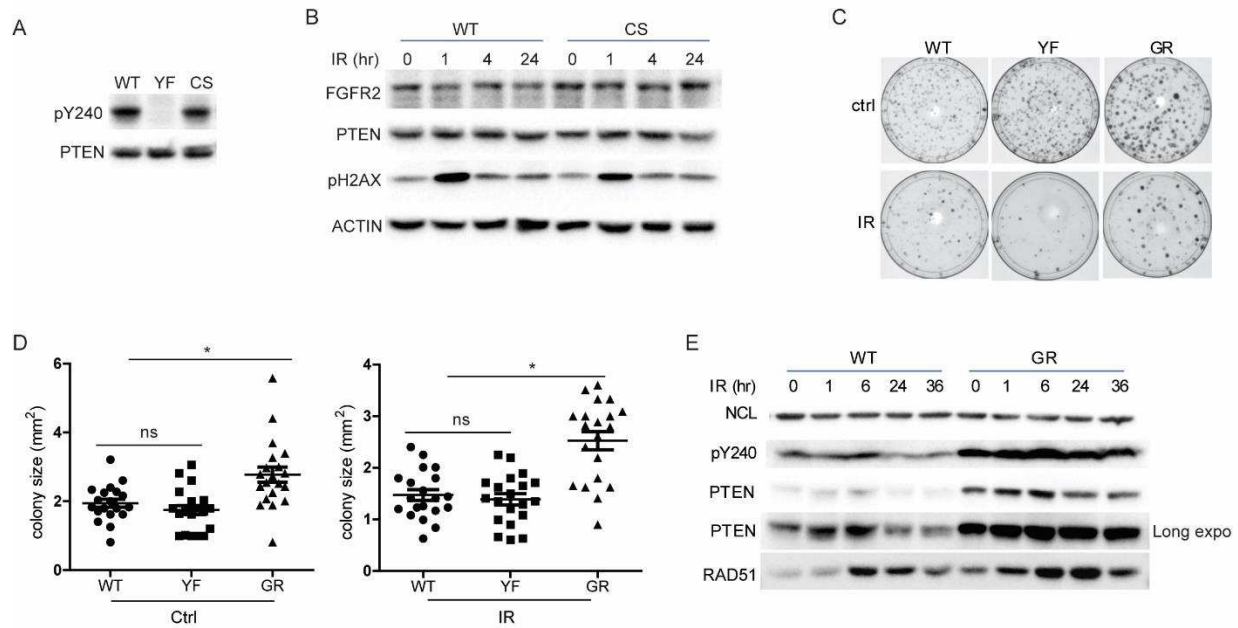 A
WT YF CS
pY240
PTEN
B
WT CS
IR (hr) 0 1 4 24 0 1 4 24
FGFR2
PTEN
pH2AX
ACTIN
C
WT YF GR
ctrl
IR
D
colony size (mm²)
6
4
2
0
*
ns
WT YF GR
Ctrl
colony size (mm²)
4
3
2
1
0
*
ns
WT YF GR
IR
E
WT GR
IR (hr) 0 1 6 24 36 0 1 6 24 36
NCL
pY240
PTEN
PTEN Long expo
RAD51